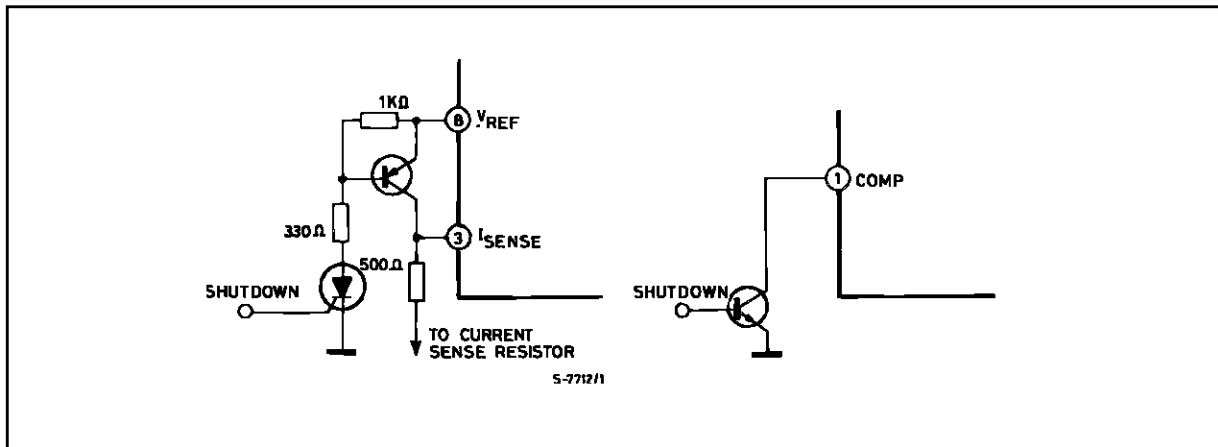 1KΩ
8 VREF
330Ω
3 ISENSE
500Ω
SHUTDOWN
TO CURRENT
SENSE RESISTOR
S-7712/1
1 COMP
SHUTDOWN